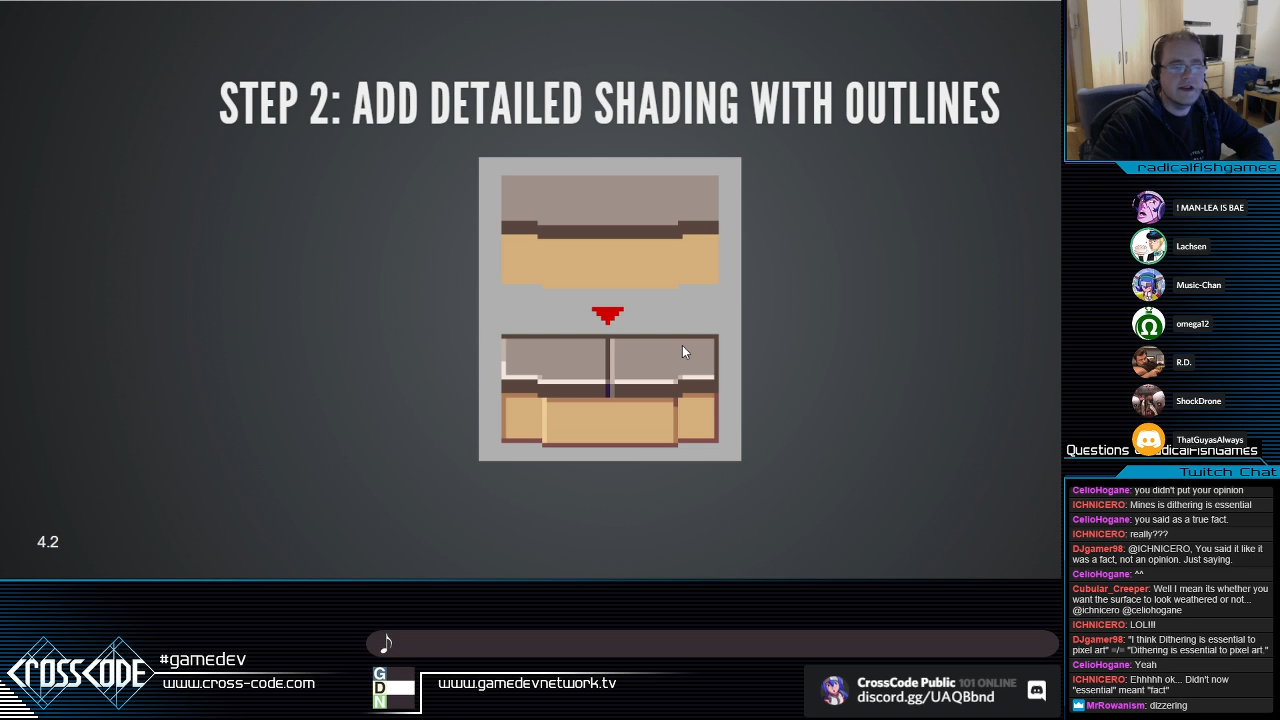 STEP 2: ADD DETAILED SHADING WITH OUTLINES
4.2
radicalfishgames
! MAN-LEA IS BAE
Lachsen
Music-Chan
omega12
R.D.
ShockDrone
ThatGuyasAlways
Questions
dicalFishGames
Twitch Chat
CelioHogane: you didn't put your opinion
ICHNICERO: Mines is dithering is essential
CelioHogane: you said as a true fact.
ICHNICERO: really???
DJgamer98: @ICHNICERO, You said it like it
was a fact, not an opinion. Just saying.
CelioHogane: ^^
Cubular_Creeper: Well I mean its whether you
want the surface to look weathered or not...
@ichnicero @celiohogane
ICHNICERO: LOL!!!
DJgamer98: "I think Dithering is essential to
pixel art" =/= "Dithering is essential to pixel art."
CelioHogane: Yeah
ICHNICERO: Ehhhhh ok... Didn't now
"essential" meant "fact"
MrRowanism: dizzering
CROSSCODE
#gamedev
www.cross-code.com
G
D
N
www.gamedevnetwork.tv
CrossCode Public 101 ONLINE
discord.gg/UAQBbnd